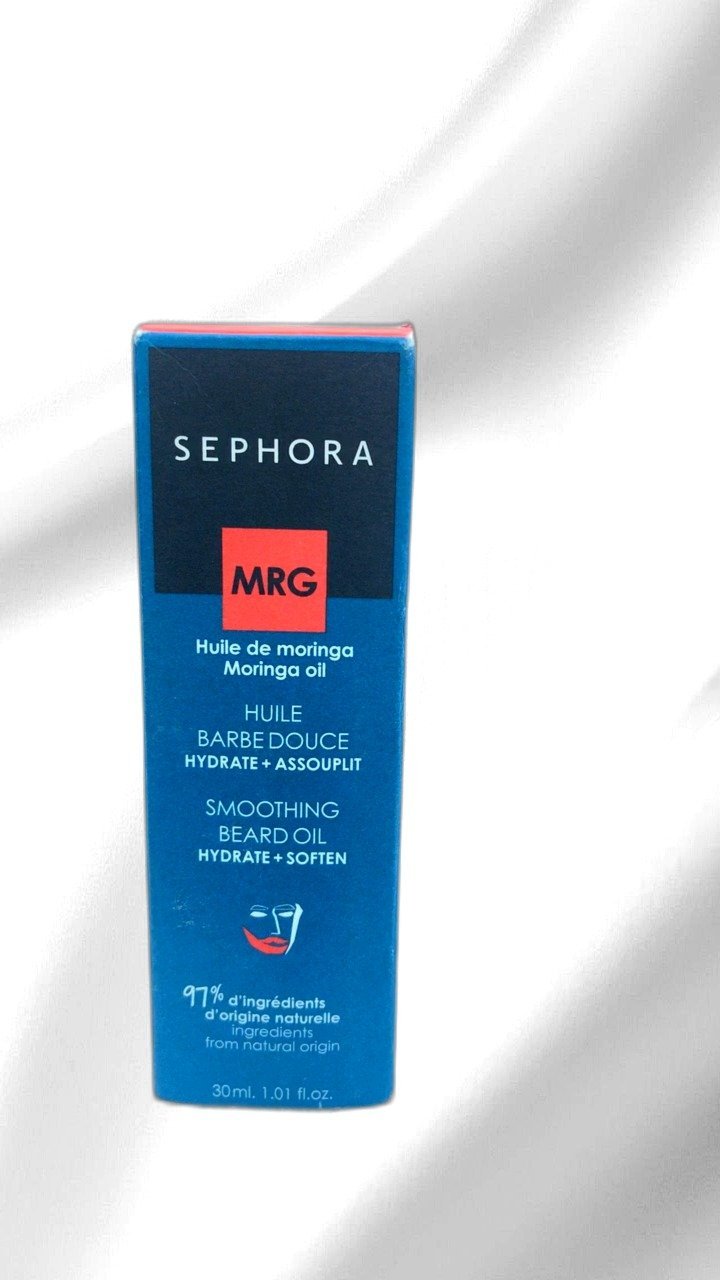 SEPHORA
MRG
Huile de moringa
Moringa oil
HUILE
BARBE DOUCE
HYDRATE + ASSOUPLIT
SMOOTHING
BEARD OIL
HYDRATE + SOFTEN
97% d'ingrédients
d'origine naturelle
ingredients
from natural origin
30ml. 1.01 fl.oz.